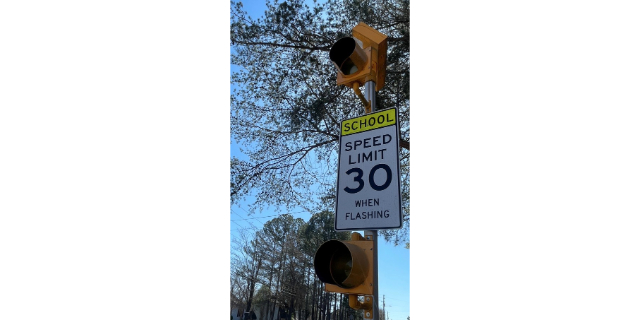 SCHOOL
SPEED
LIMIT
30
WHEN
FLASHING